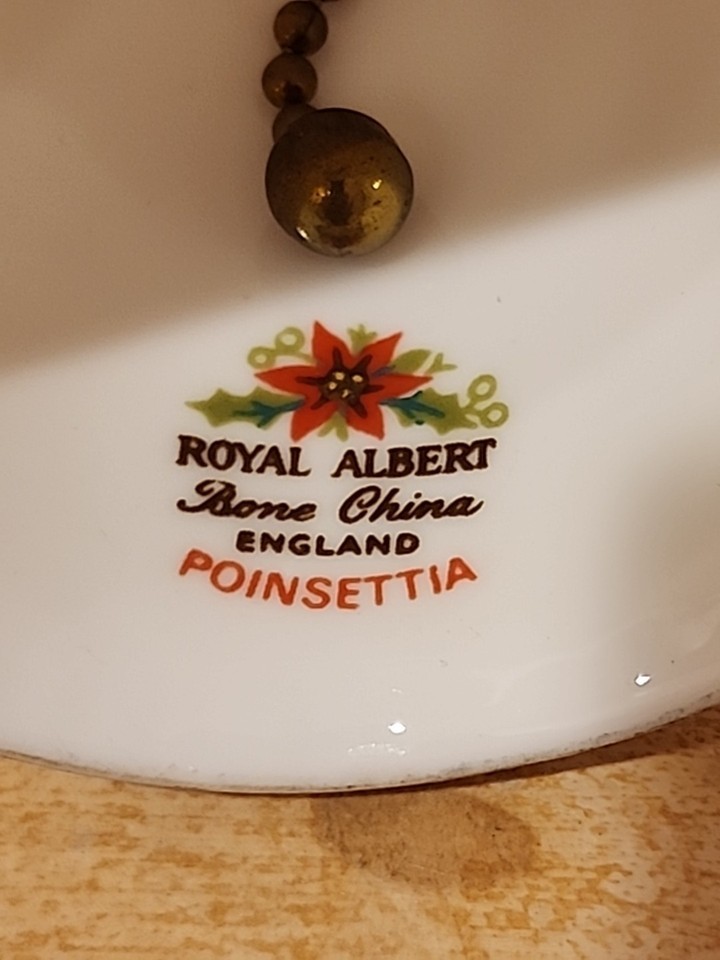 ROYAL ALBERT
Bone China
ENGLAND
POINSETTIA